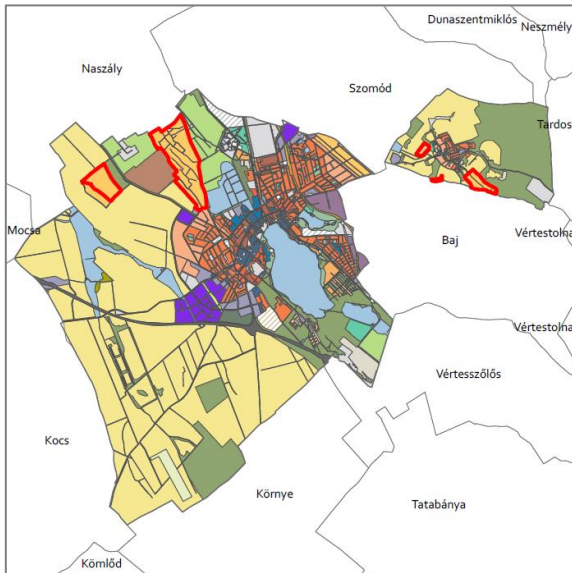 Dunaszentmiklós
Neszmély
Naszály
Szomód
Tardos
Mocsa
Baj
Vértestolna
Vértestolna
Vértesszőlős
Kocs
Környe
Tatabánya
Kömlőd